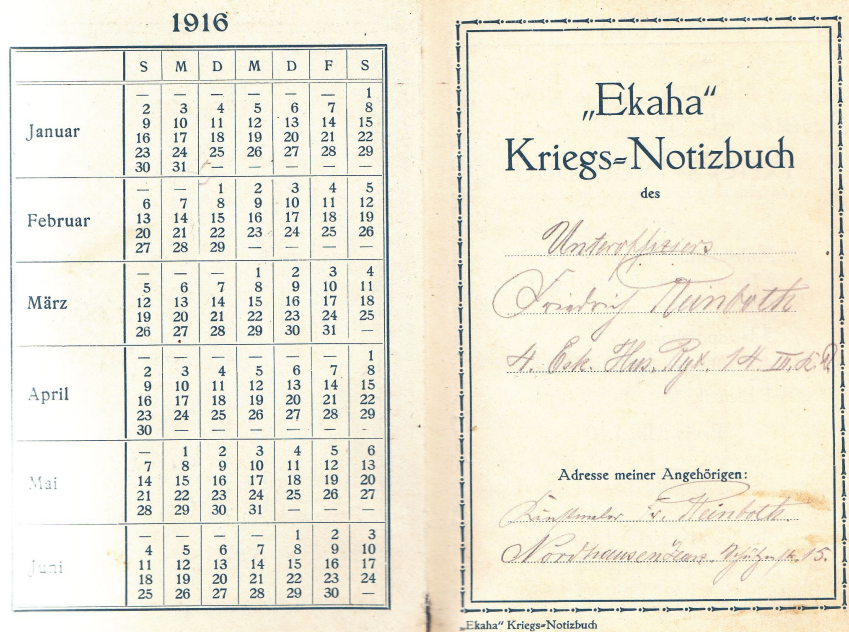 1916
S M D M D F S
Januar
— — — — — — 1
2 3 4 5 6 7 8
9 10 11 12 13 14 15
16 17 18 19 20 21 22
23 24 25 26 27 28 29
30 31 — — — — —
Februar
— — 1 2 3 4 5
6 7 8 9 10 11 12
13 14 15 16 17 18 19
20 21 22 23 24 25 26
27 28 29 — — — —
März
— — — 1 2 3 4
5 6 7 8 9 10 11
12 13 14 15 16 17 18
19 20 21 22 23 24 25
26 27 28 29 30 31 —
April
— — — — — — 1
2 3 4 5 6 7 8
9 10 11 12 13 14 15
16 17 18 19 20 21 22
23 24 25 26 27 28 29
30 — — — — — —
Mai
— 1 2 3 4 5 6
7 8 9 10 11 12 13
14 15 16 17 18 19 20
21 22 23 24 25 26 27
28 29 30 31 — — —
Juni
— — — — 1 2 3
4 5 6 7 8 9 10
11 12 13 14 15 16 17
18 19 20 21 22 23 24
25 26 27 28 29 30 —
„Ekaha“
Kriegs=Notizbuch
des
Unteroffiziers
Friedrich Reinboth
4. Esk. Hus. Rgt. 14 III.
Adresse meiner Angehörigen:
Kunstmaler Fr. Reinboth
Nordhausen 15.
„Ekaha“ Kriegs=Notizbuch